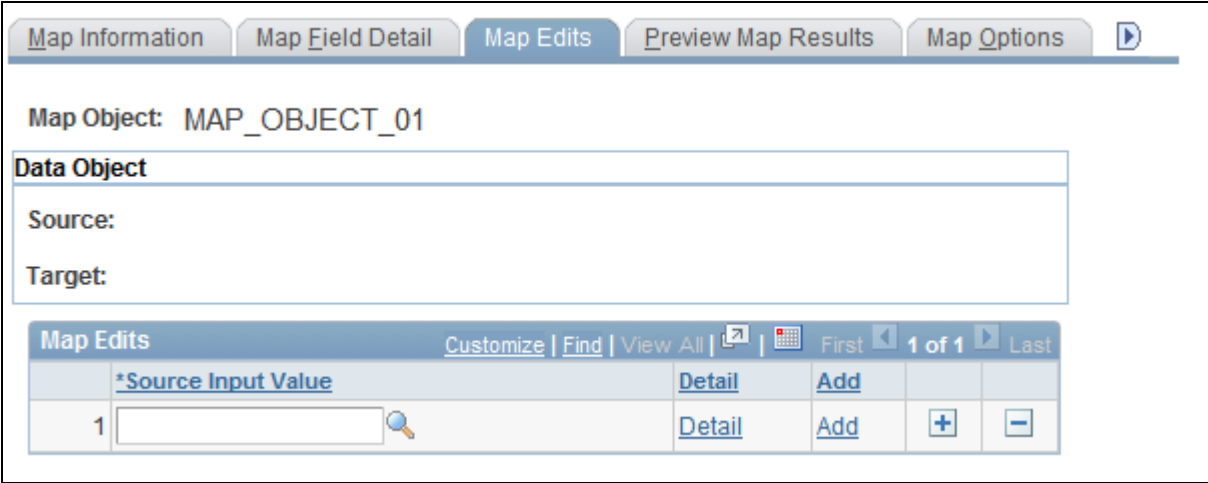 Map Information Map Field Detail Map Edits Preview Map Results Map Options
Map Object: MAP_OBJECT_01
Data Object
Source:
Target:
Map Edits Customize | Find | View All | | First 1 of 1 Last
*Source Input Value Detail Add
1 Detail Add